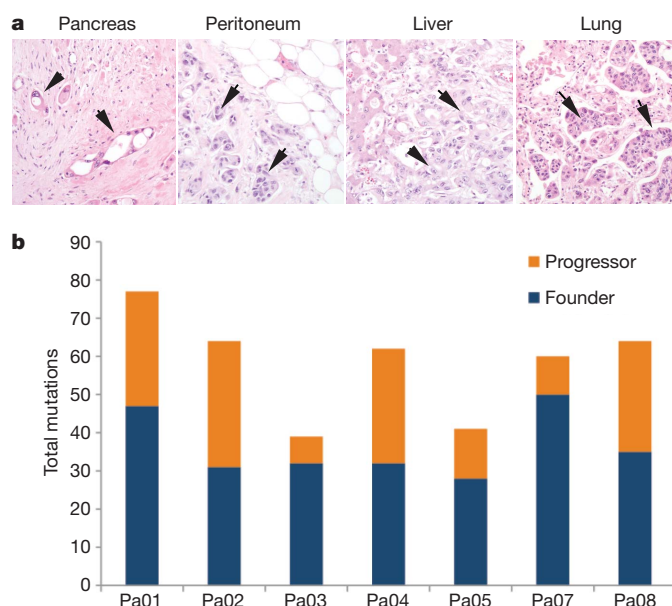 a
Pancreas
Peritoneum
Liver
Lung
b
90
80
70
60
50
40
30
20
10
0
Total mutations
Progressor
Founder
Pa01
Pa02
Pa03
Pa04
Pa05
Pa07
Pa08